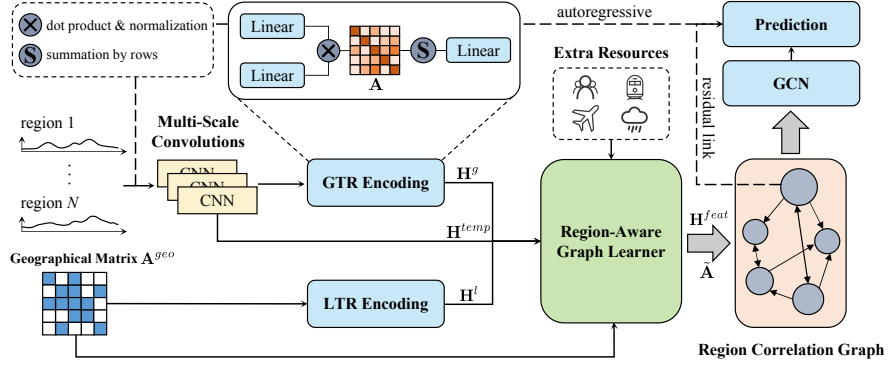 dot product & normalization
S summation by rows
Linear
Linear
A
S
Linear
autoregressive
Prediction
GCN
residual link
Extra Resources
region 1
region N
Multi-Scale
Convolutions
CNN
CNN
CNN
GTR Encoding
H^g
H^{temp}
Region-Aware
Graph Learner
H^{feat}
Ã
Geographical Matrix A^{geo}
LTR Encoding
H^l
Region Correlation Graph